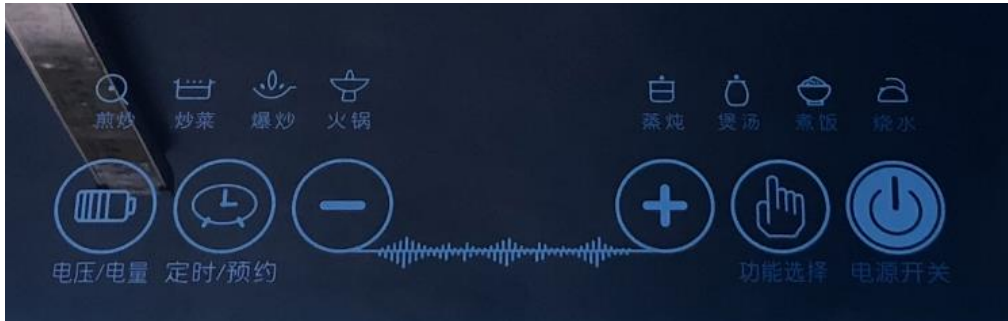 煎炒 炒菜 爆炒 火锅 蒸炖 煲汤 煮饭 烧水
电压/电量 定时/预约 功能选择 电源开关